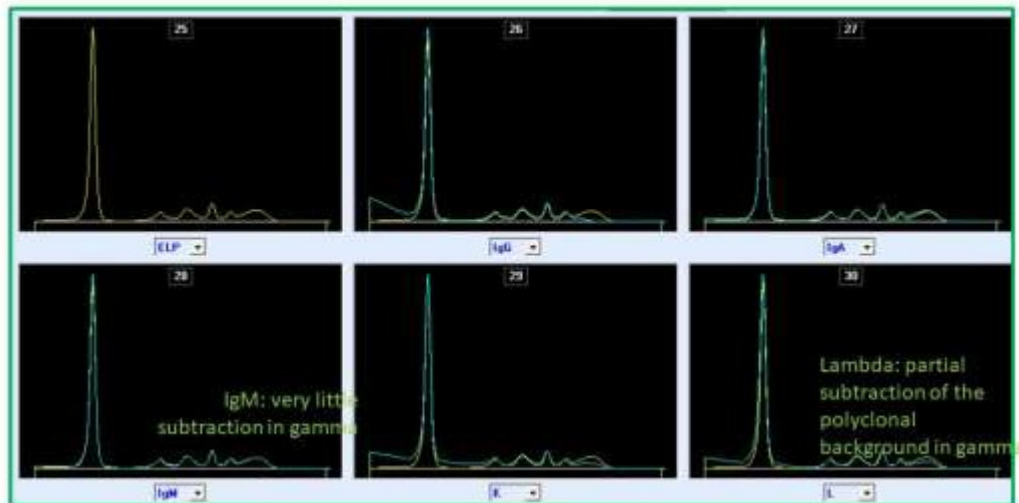 25
26
27
ELP
IgG
IgA
28
29
30
IgM: very little
subtraction in gamma
Lambda: partial
subtraction of the
polyclonal
background in gamma
IgM
K
L